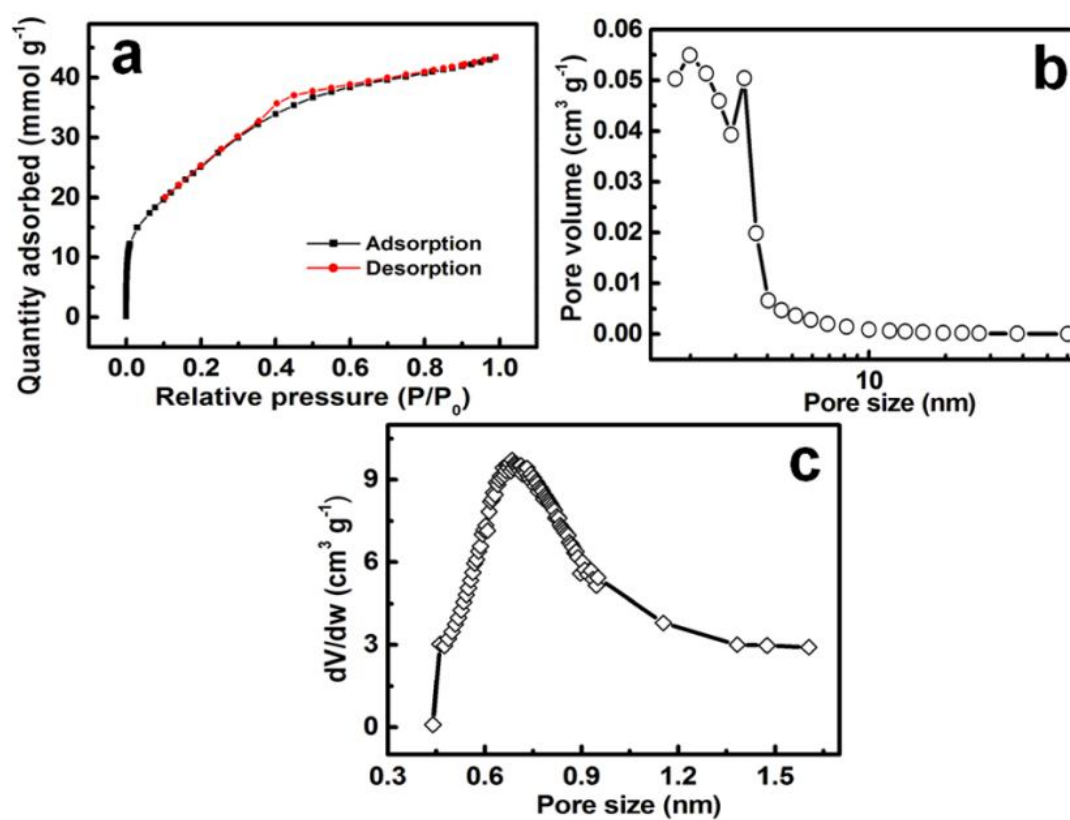 a
Quantity adsorbed (mmol g⁻¹)
50
40
30
20
10
0
Adsorption
Desorption
0.0 0.2 0.4 0.6 0.8 1.0
Relative pressure (P/P₀)
b
Pore volume (cm³ g⁻¹)
0.06
0.05
0.04
0.03
0.02
0.01
0.00
10
Pore size (nm)
c
dV/dw (cm³ g⁻¹)
9
6
3
0
0.3 0.6 0.9 1.2 1.5
Pore size (nm)